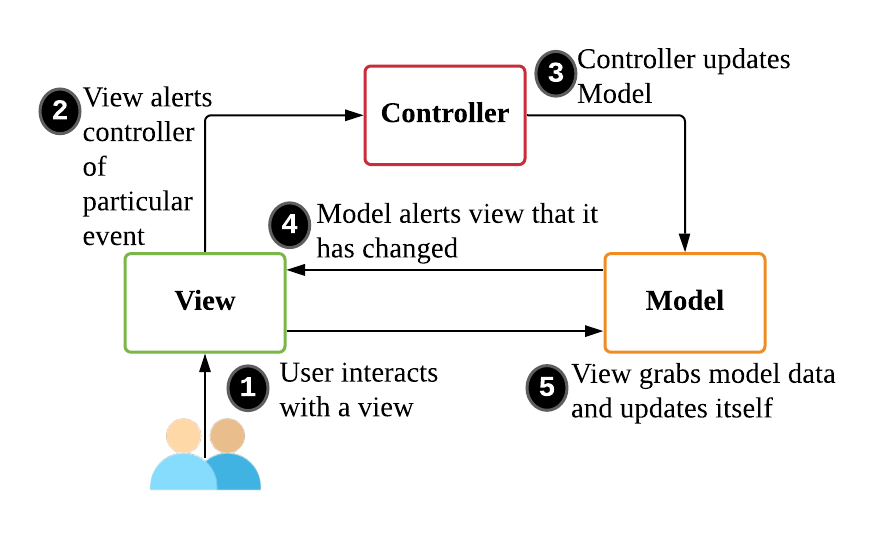 2
View alerts
controller
of
particular
event
Controller
3
Controller updates
Model
4
Model alerts view that it
has changed
View
Model
1
User interacts
with a view
5
View grabs model data
and updates itself